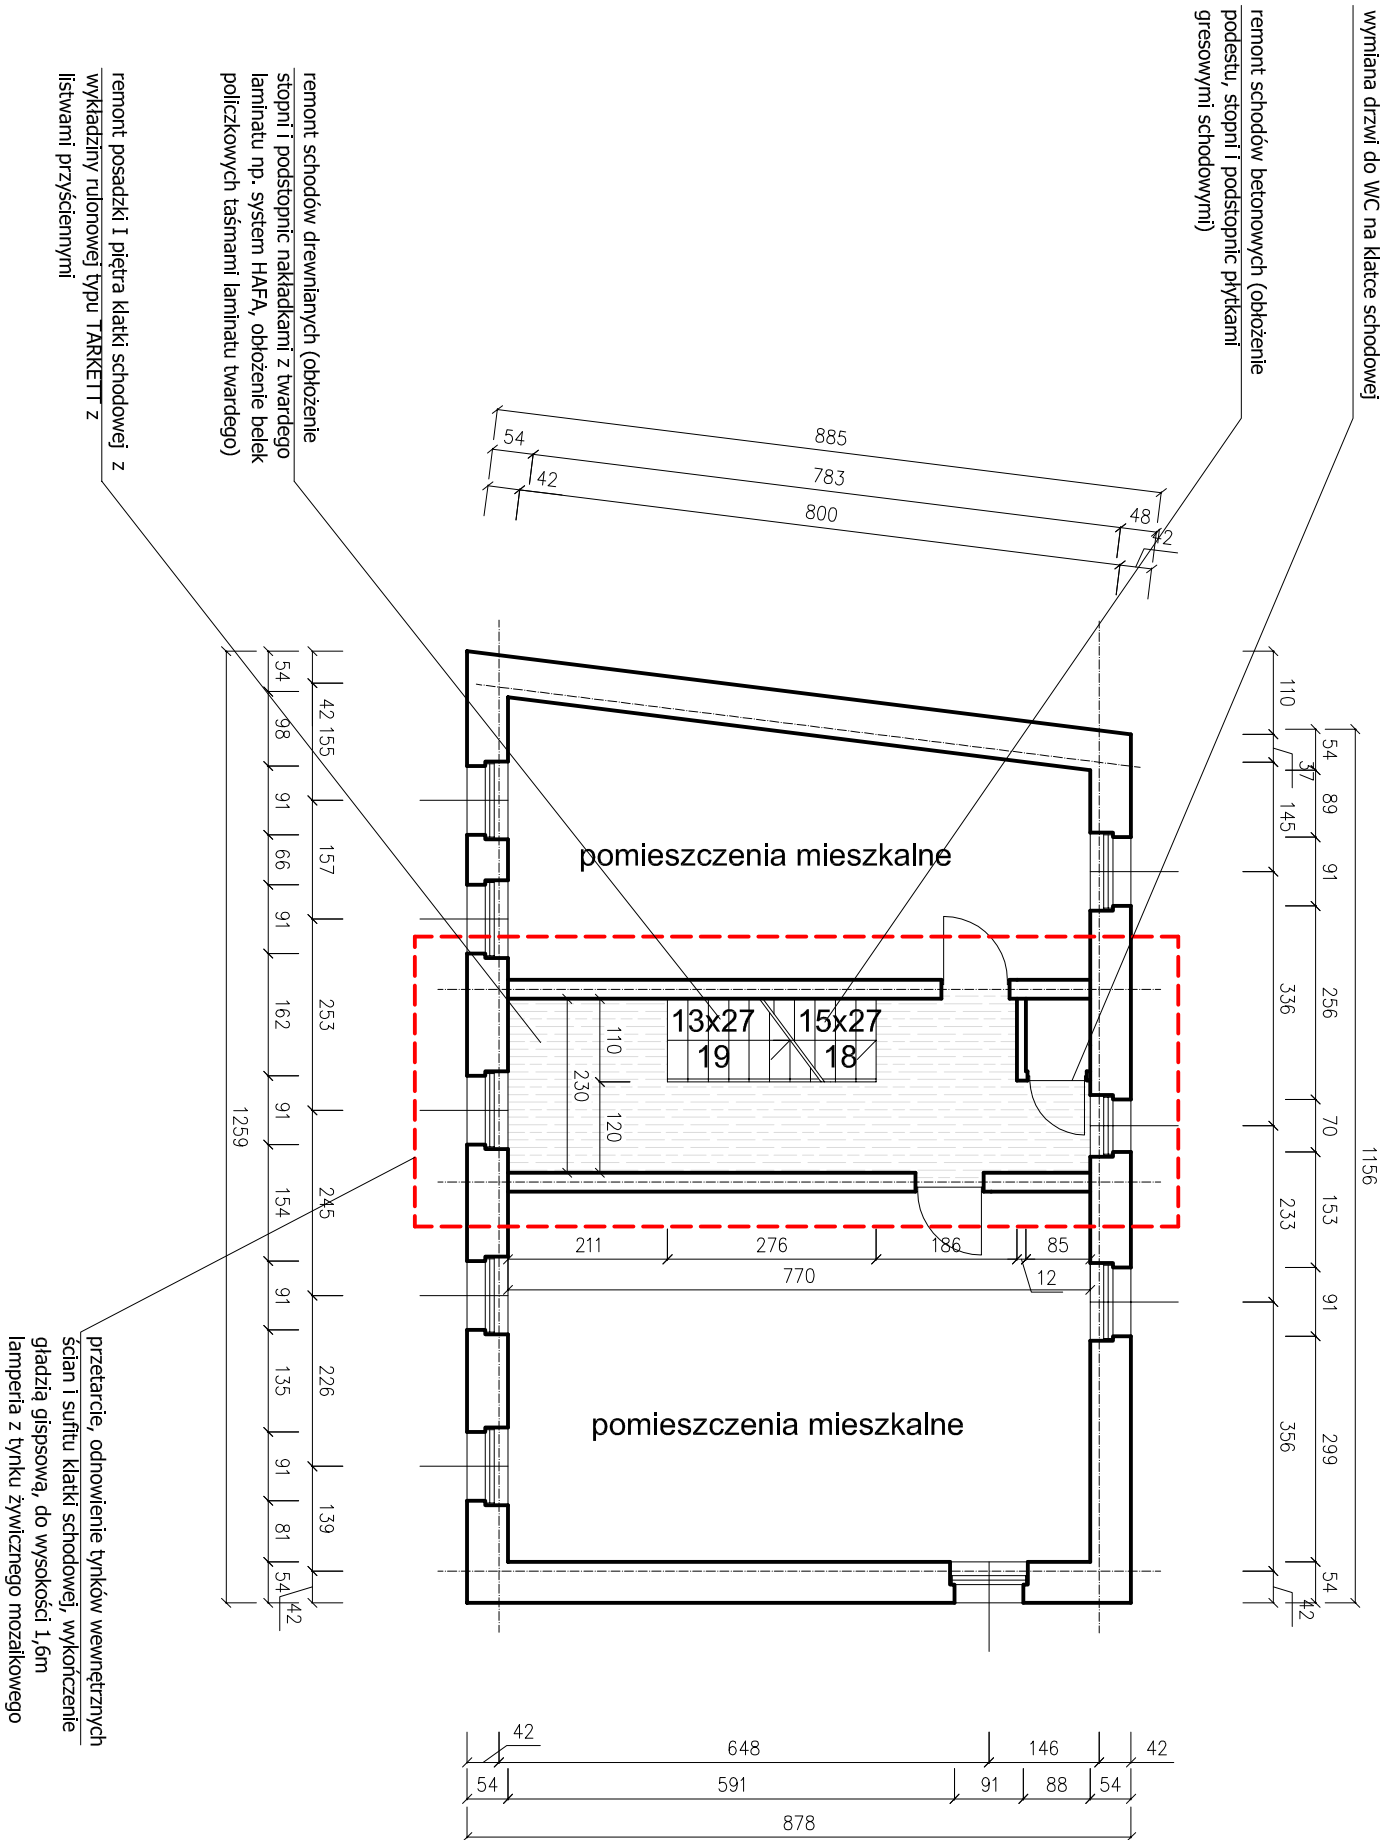 wymiana drzwi do WC na klatce schodowej
remont schodów betonowych (obłożenie
podestu, stopni i podstopnic płytkami
gresowymi schodowymi)
remont schodów drewnianych (obłożenie
stopni i podstopnic nakładkami z twardego
laminatu np. system HAFA, obłożenie belek
policzkowych taśmami laminatu twardego)
remont posadzki I piętra klatki schodowej z
wykładziny rulonowej typu TARKETT z
listwami przyściennymi
885
54 783 48
42 800 42
110 37 145 336 233 356 42
54 89 91 256 70 153 91 299 54
1156
pomieszczenia mieszkalne
13x27
19
15x27
18
110 120
230
211 276 186 12 85
770
pomieszczenia mieszkalne
42 155 157 253 245 226 139 42
54 98 91 66 91 162 91 154 91 135 91 81 54
1259
przetarcie, odnowienie tynków wewnętrznych
ścian i sufitu klatki schodowej, wykończenie
gładzią gispsową, do wysokości 1,6m
lamperia z tynku żywicznego mozaikowego
42 648 146 42
54 591 91 88 54
878